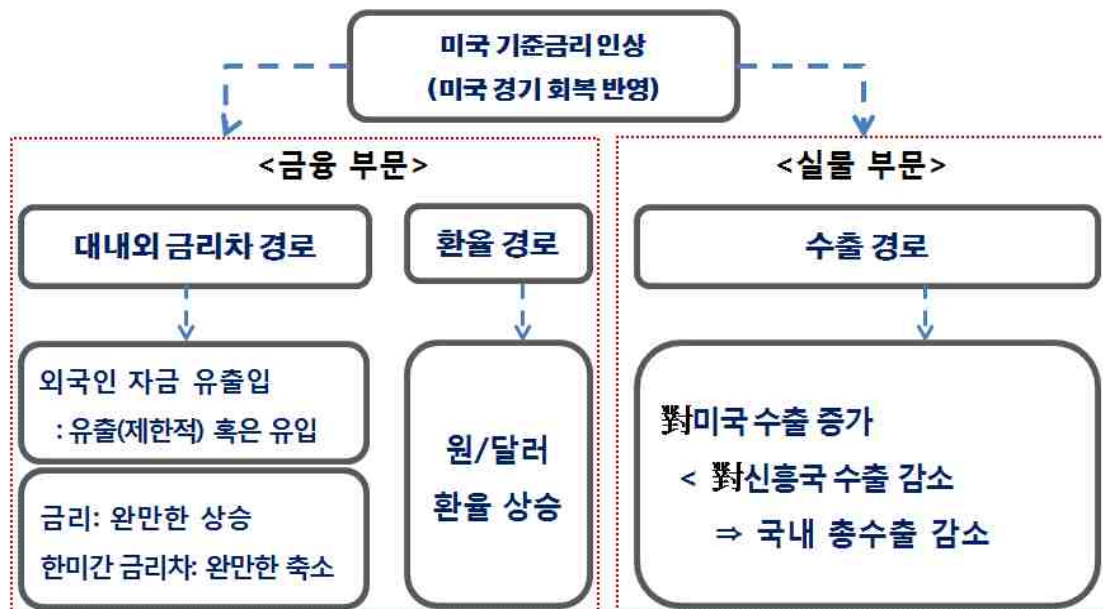 미국 기준금리 인상
(미국 경기 회복 반영)
<금융 부문>
대내외 금리차 경로
환율 경로
외국인 자금 유출입
: 유출(제한적) 혹은 유입
금리: 완만한 상승
한미간 금리차: 완만한 축소
원/달러
환율 상승
<실물 부문>
수출 경로
對미국 수출 증가
< 對신흥국 수출 감소
⇒ 국내 총수출 감소